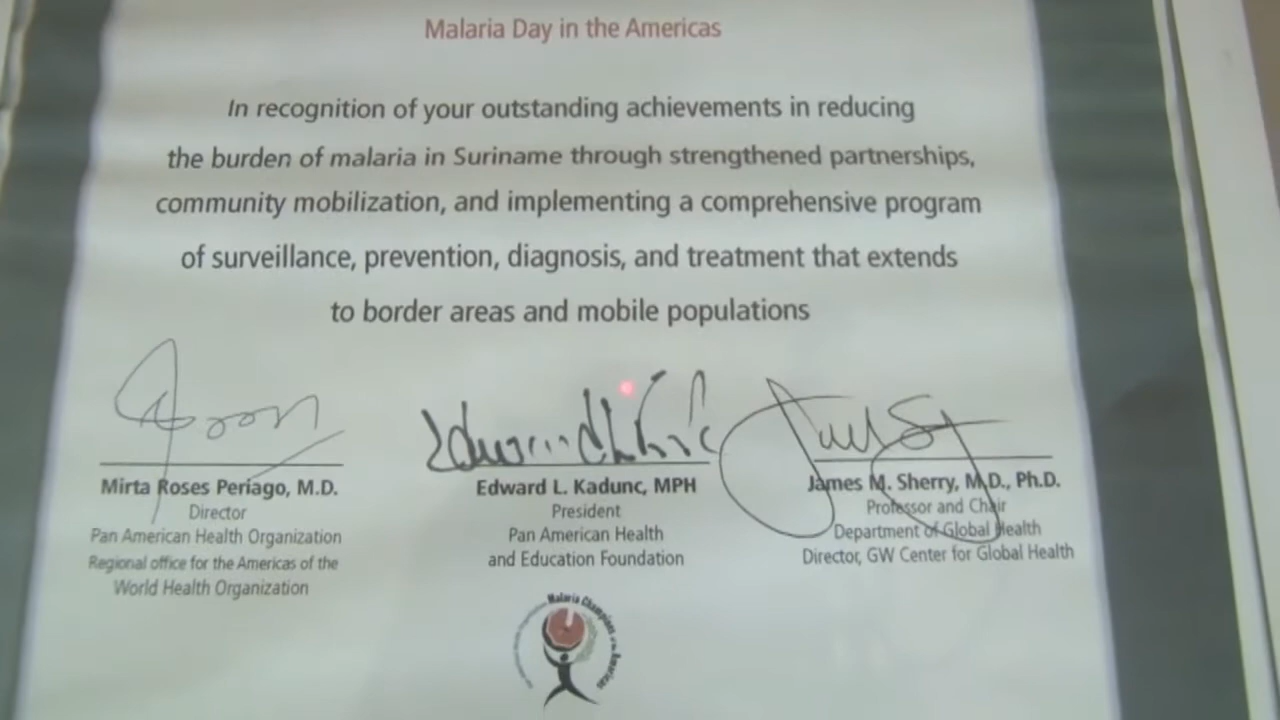 Malaria Day in the Americas
In recognition of your outstanding achievements in reducing
the burden of malaria in Suriname through strengthened partnerships,
community mobilization, and implementing a comprehensive program
of surveillance, prevention, diagnosis, and treatment that extends
to border areas and mobile populations
Mirta Roses Periago, M.D.
Director
Pan American Health Organization
Regional office for the Americas of the
World Health Organization
Edward L. Kadunc, MPH
President
Pan American Health
and Education Foundation
James M. Sherry, M.D., Ph.D.
Professor and Chair
Department of Global Health
Director, GW Center for Global Health
Malaria Champions of the Americas